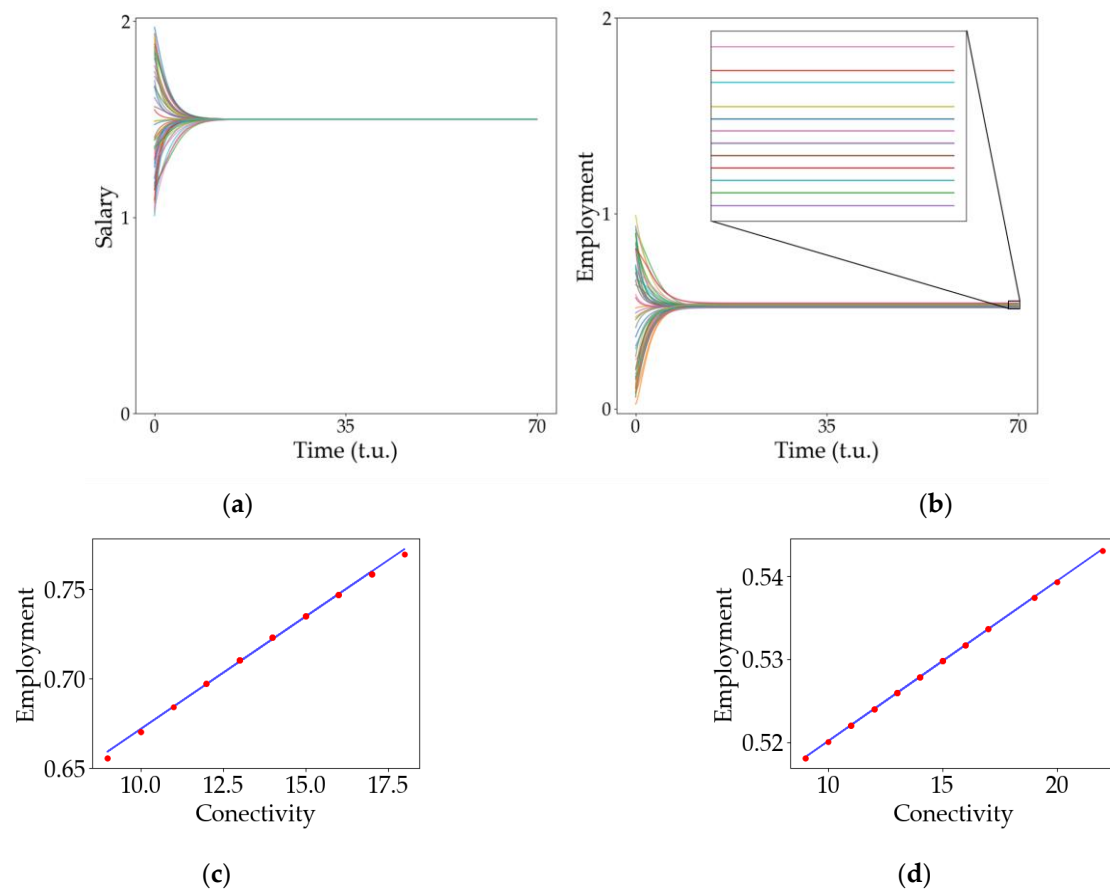 2
1
0
Salary
0
35
70
Time (t.u.)
(a)
2
1
0
Employment
0
35
70
Time (t.u.)
(b)
0.75
0.70
0.65
Employment
10.0
12.5
15.0
17.5
Conectivity
(c)
0.54
0.53
0.52
Employment
10
15
20
Conectivity
(d)